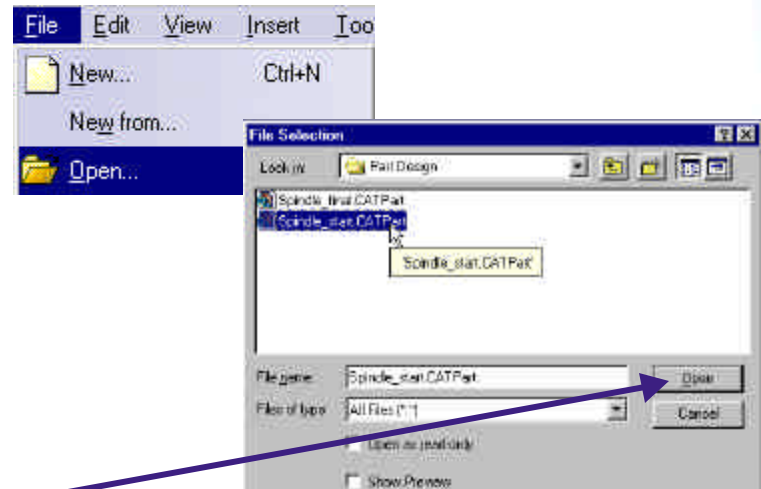 File Edit View Insert Too
New... Ctrl+N
New from...
Open...
File Selection
Look in: Part Design
Spindle_final.CATPart
Spindle_start.CATPart
Spindle_start.CATPart
File name: Spindle_start.CATPart Open
Files of type: All Files (*.*) Cancel
Open as read-only
Show Preview